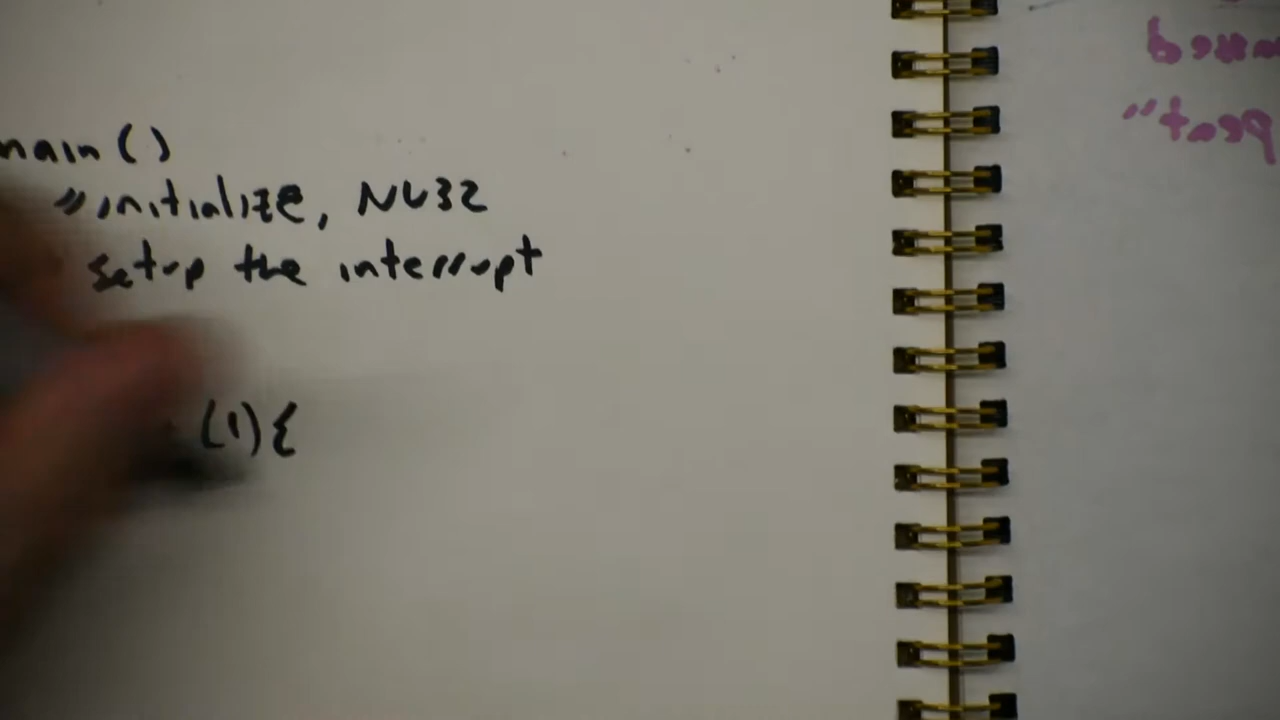 main()
"initialize, NU32
setup the interrupt
(1){